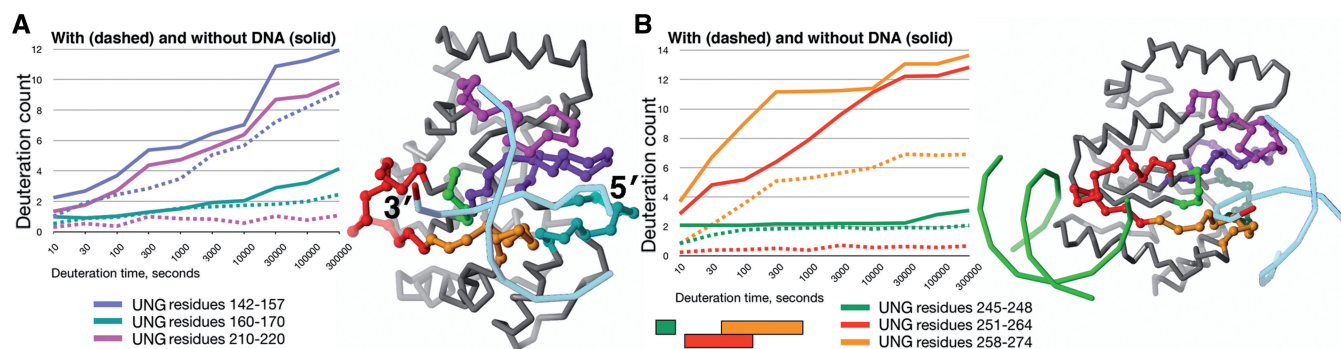 A
With (dashed) and without DNA (solid)
Deuteration count
12
10
8
6
4
2
0
10
30
100
300
1000
3000
10000
30000
100000
300000
Deuteration time, seconds
UNG residues 142-157
UNG residues 160-170
UNG residues 210-220
3′
5′
B
With (dashed) and without DNA (solid)
Deuteration count
14
12
10
8
6
4
2
0
10
30
100
300
1000
3000
10000
30000
100000
300000
Deuteration time, seconds
UNG residues 245-248
UNG residues 251-264
UNG residues 258-274